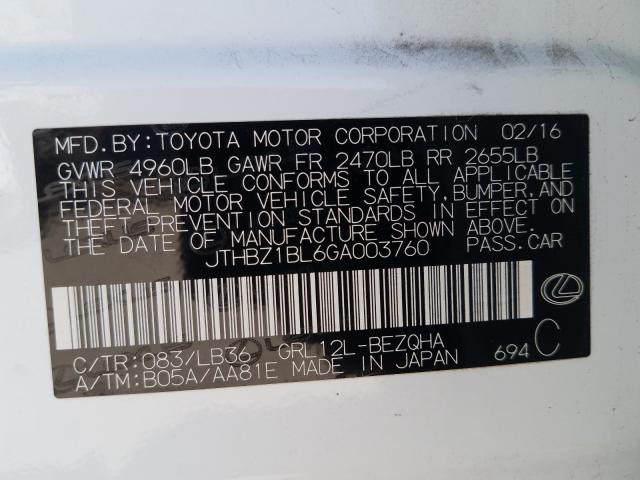 MFD.BY:TOYOTA MOTOR CORPORATION 02/16
GVWR 4960LB GAWR FR 2470LB RR 2655LB
THIS VEHICLE CONFORMS TO ALL APPLICABLE
FEDERAL MOTOR VEHICLE SAFETY,BUMPER,AND
THEFT PREVENTION STANDARDS IN EFFECT ON
THE DATE OF MANUFACTURE SHOWN ABOVE.
JTHBZ1BL6GA003760 PASS.CAR
C/TR:083/LB36 GRL12L-BEZQHA
A/TM:B05A/AA81E MADE IN JAPAN 694 C